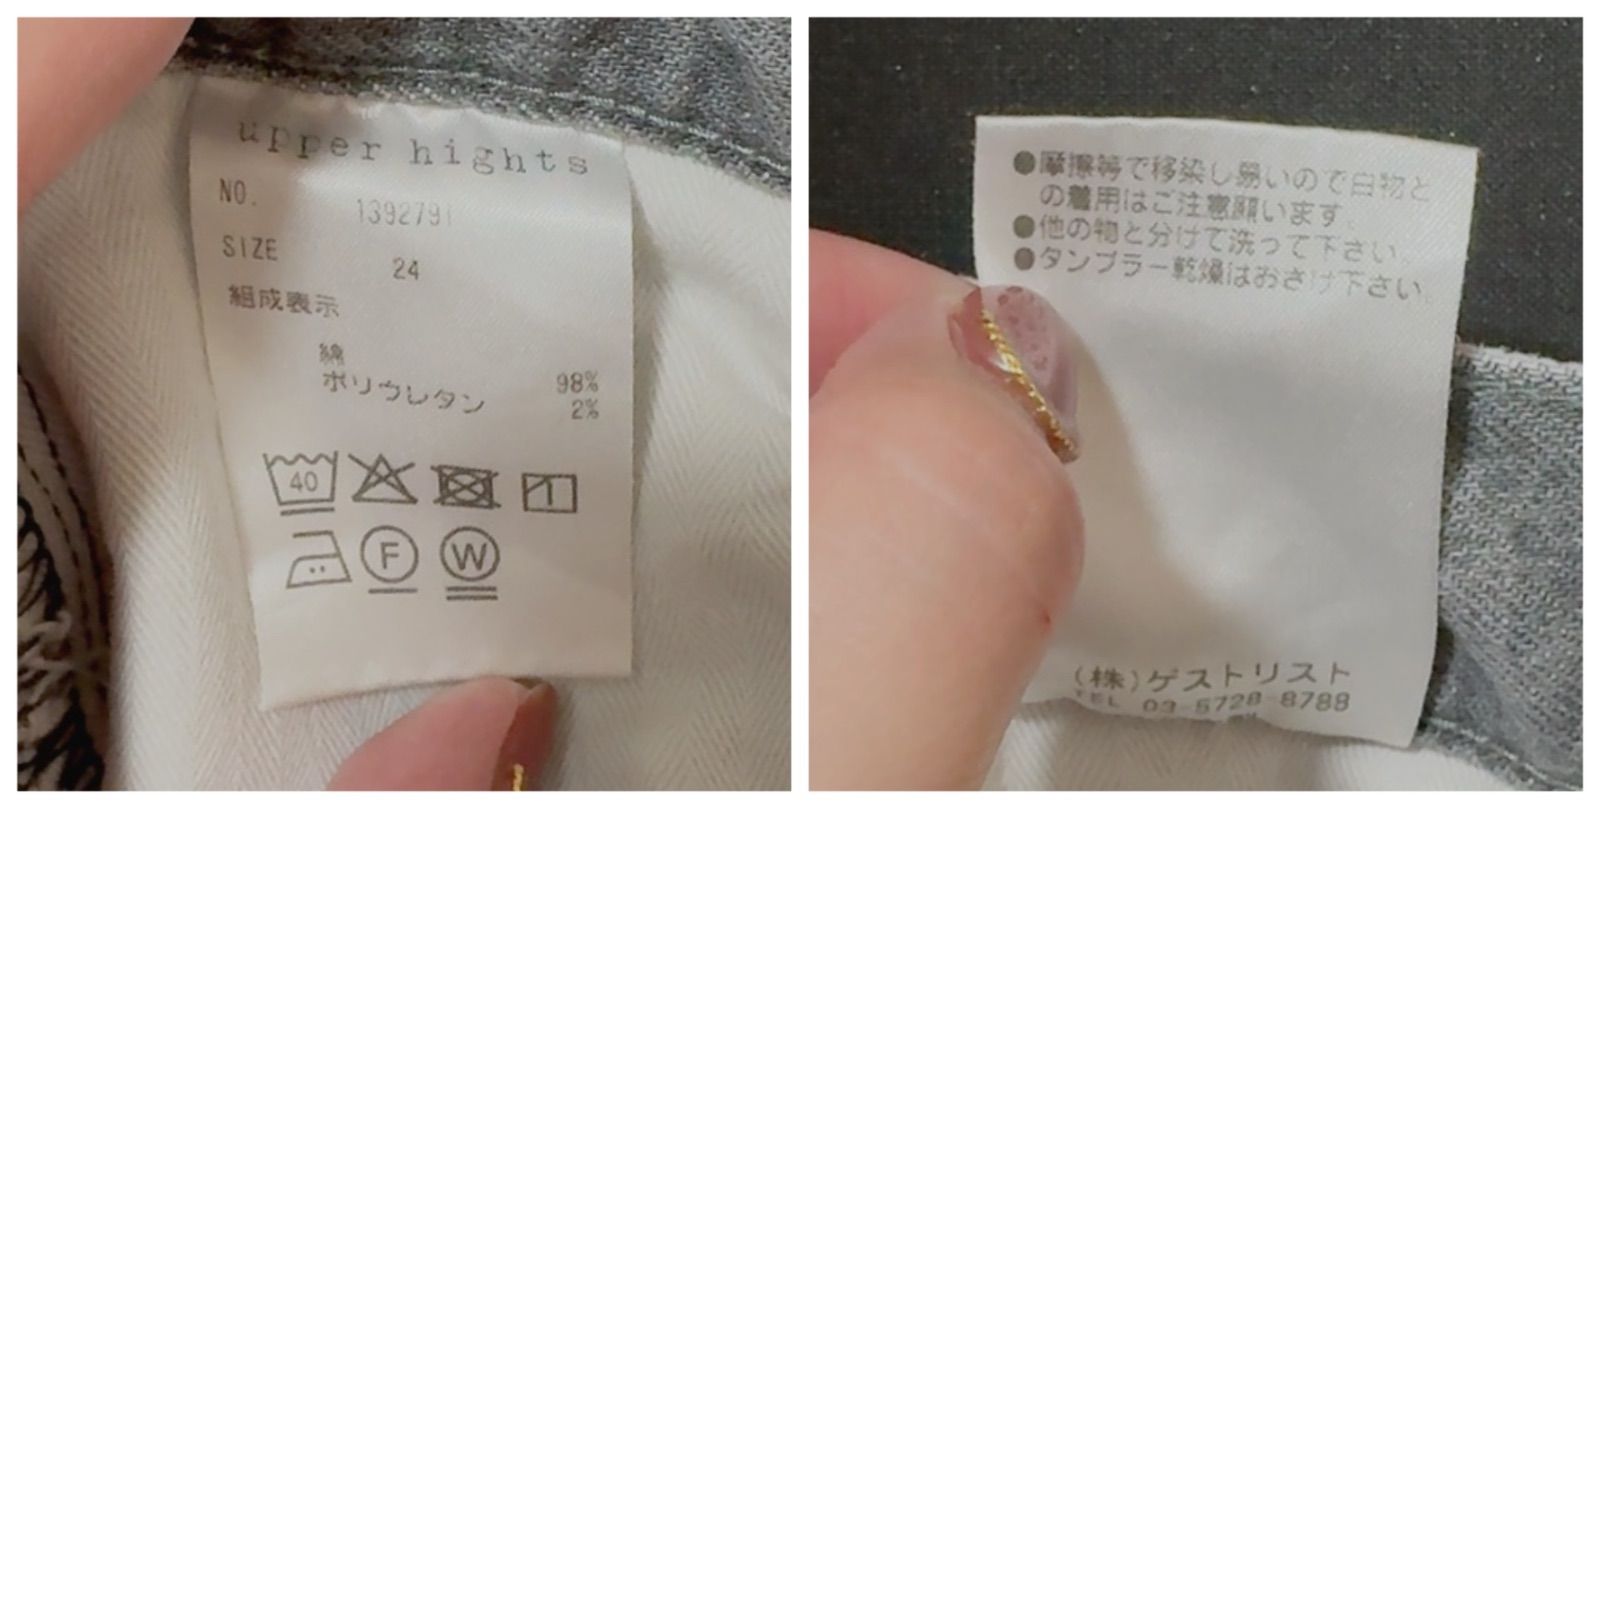 upper hights
NO. 1392791
SIZE 24
組成表示
綿 98%
ポリウレタン 2%
40
F W
●摩擦等で移染し易いので白物と
の着用はご注意願います。
●他の物と分けて洗って下さい。
●タンブラー乾燥はおさけ下さい。
(株)ゲストリスト
TEL 03-5728-8788